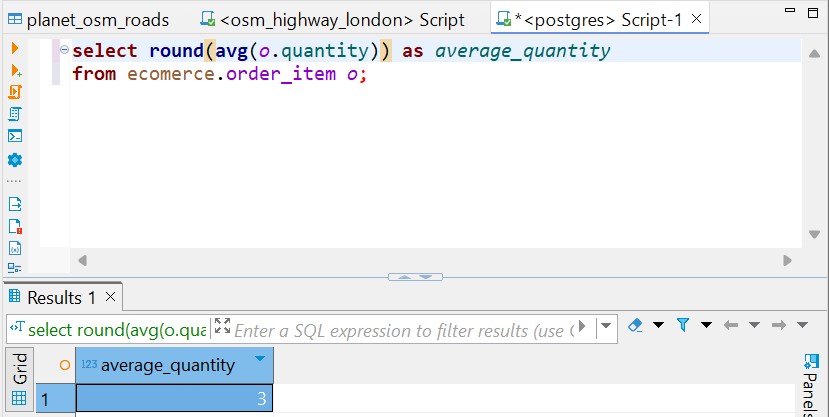 planet_osm_roads <osm_highway_london> Script *<postgres> Script-1
select round(avg(o.quantity)) as average_quantity
from ecomerce.order_item o;
Results 1
select round(avg(o.qua Enter a SQL expression to filter results (use
Grid
123 average_quantity
1 3
Panels